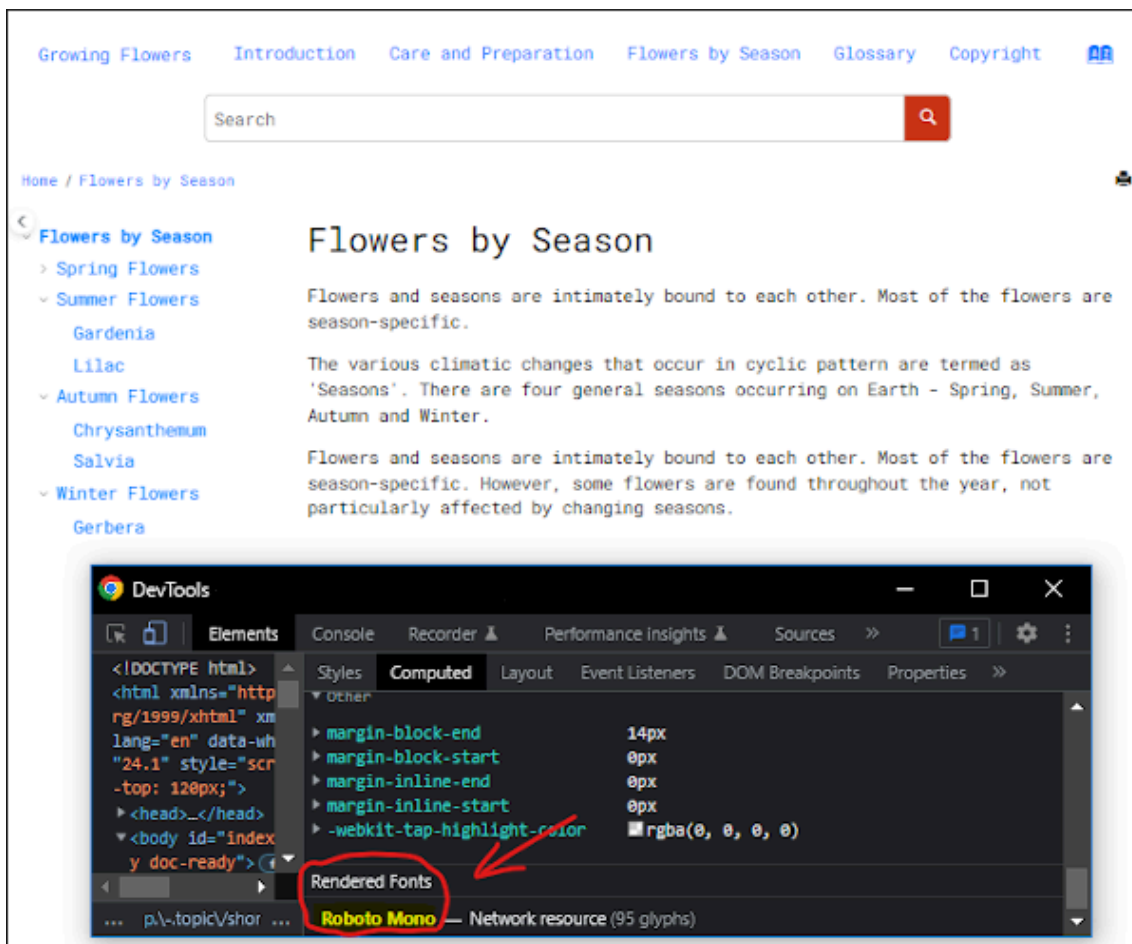 Growing Flowers Introduction Care and Preparation Flowers by Season Glossary Copyright
Search
Home / Flowers by Season
Flowers by Season
Spring Flowers
Summer Flowers
Gardenia
Lilac
Autumn Flowers
Chrysanthemum
Salvia
Winter Flowers
Gerbera
Flowers by Season
Flowers and seasons are intimately bound to each other. Most of the flowers are
season-specific.
The various climatic changes that occur in cyclic pattern are termed as
'Seasons'. There are four general seasons occurring on Earth - Spring, Summer,
Autumn and Winter.
Flowers and seasons are intimately bound to each other. Most of the flowers are
season-specific. However, some flowers are found throughout the year, not
particularly affected by changing seasons.
DevTools
Elements Console Recorder Performance insights Sources » 1
<!DOCTYPE html>
<html xmlns="http
rg/1999/xhtml" xm
lang="en" data-wh
"24.1" style="scr
-top: 120px;">
<head>…</head>
<body id="index
y doc-ready">
... p.\-.topic\/shor ...
Styles Computed Layout Event Listeners DOM Breakpoints Properties »
Other
margin-block-end 14px
margin-block-start 0px
margin-inline-end 0px
margin-inline-start 0px
-webkit-tap-highlight-color rgba(0, 0, 0, 0)
Rendered Fonts
Roboto Mono — Network resource (95 glyphs)